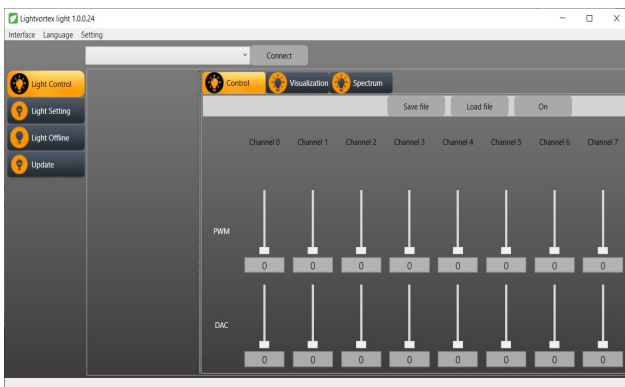 Lightvortex light 1.0.0.24
Interface Language Setting
Connect
Light Control
Light Setting
Light Offline
Update
Control Visualization Spectrum
Save file Load file On
Channel 0 Channel 1 Channel 2 Channel 3 Channel 4 Channel 5 Channel 6 Channel 7
PWM
0 0 0 0 0 0 0 0
DAC
0 0 0 0 0 0 0 0